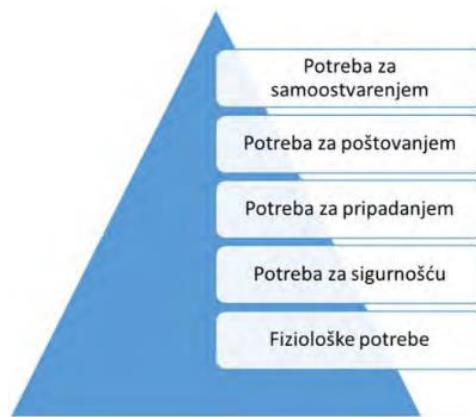 Potreba za
samoostvarenjem
Potreba za poštovanjem
Potreba za pripadanjem
Potreba za sigurnošću
Fiziološke potrebe